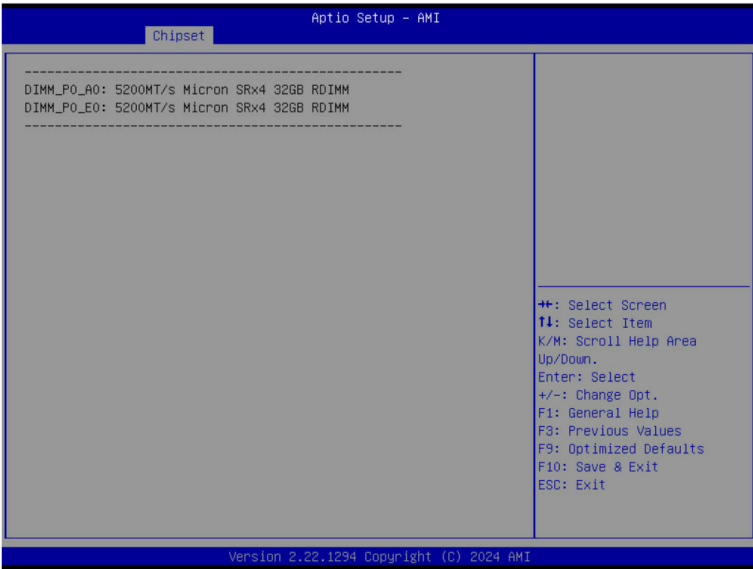 Aptio Setup - AMI
Chipset
--------------------------------------------------
DIMM_P0_A0: 5200MT/s Micron SRx4 32GB RDIMM
DIMM_P0_E0: 5200MT/s Micron SRx4 32GB RDIMM
--------------------------------------------------
→←: Select Screen
↑↓: Select Item
K/M: Scroll Help Area
Up/Down.
Enter: Select
+/-: Change Opt.
F1: General Help
F3: Previous Values
F9: Optimized Defaults
F10: Save & Exit
ESC: Exit
Version 2.22.1294 Copyright (C) 2024 AMI